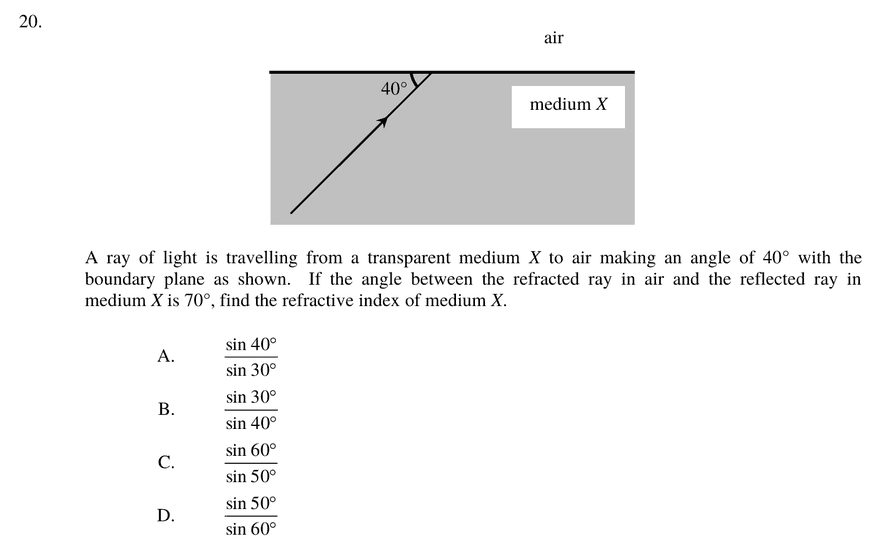 20.
air
40°
medium X
A ray of light is travelling from a transparent medium X to air making an angle of 40° with the
boundary plane as shown. If the angle between the refracted ray in air and the reflected ray in
medium X is 70°, find the refractive index of medium X.
A. sin 40°
sin 30°
B. sin 30°
sin 40°
C. sin 60°
sin 50°
D. sin 50°
sin 60°